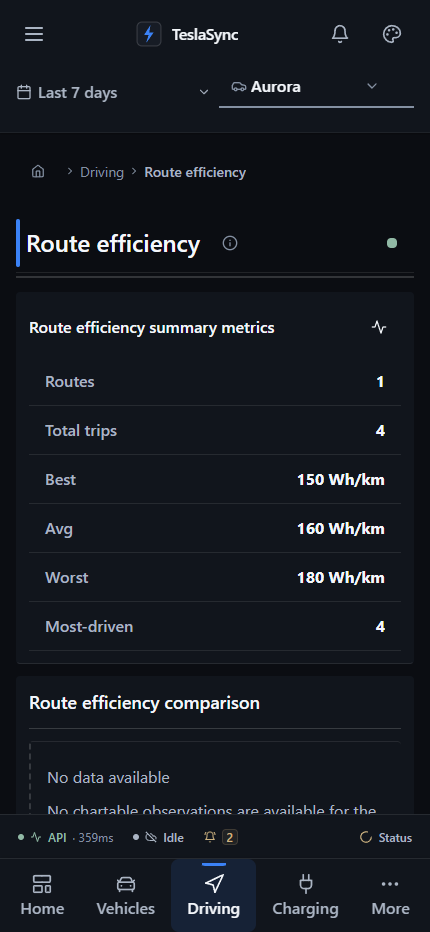 TeslaSync
Last 7 days
Aurora
Driving
Route efficiency
Route efficiency
Route efficiency summary metrics
Routes 1
Total trips 4
Best 150 Wh/km
Avg 160 Wh/km
Worst 180 Wh/km
Most-driven 4
Route efficiency comparison
No data available
No chartable observations are available for the
API · 359ms Idle 2 Status
Home Vehicles Driving Charging More